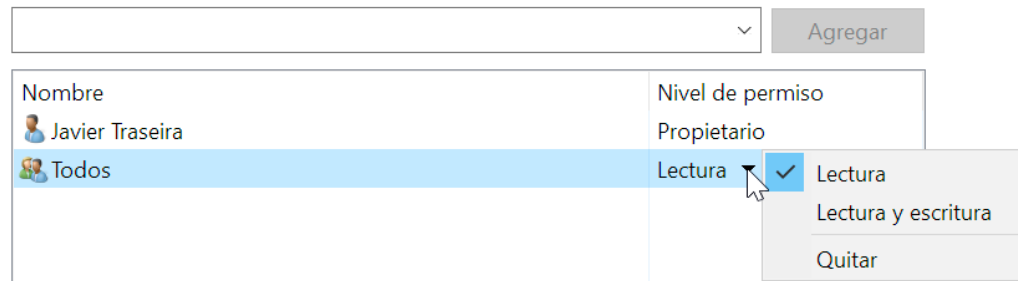 Agregar
Nombre Nivel de permiso
Javier Traseira Propietario
Todos Lectura
Lectura
Lectura y escritura
Quitar